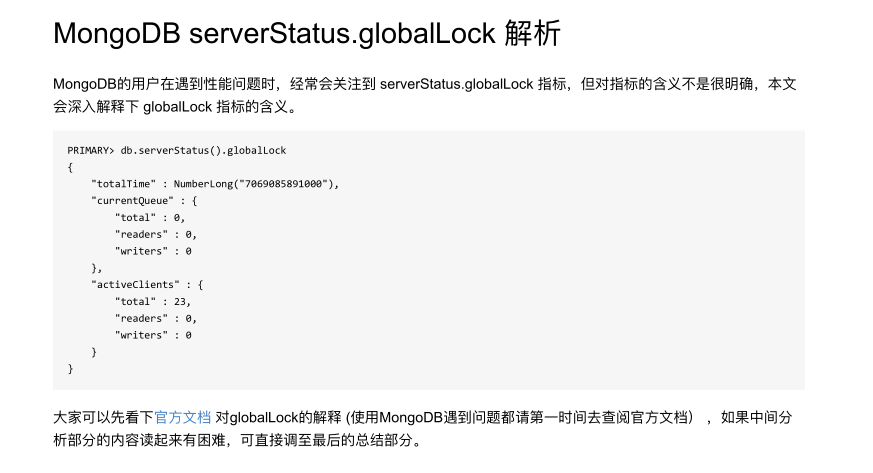 MongoDB serverStatus.globalLock 解析
MongoDB的用户在遇到性能问题时，经常会关注到 serverStatus.globalLock 指标，但对指标的含义不是很明确，本文
会深入解释下 globalLock 指标的含义。
PRIMARY> db.serverStatus().globalLock
{
    "totalTime" : NumberLong("7069085891000"),
    "currentQueue" : {
        "total" : 0,
        "readers" : 0,
        "writers" : 0
    },
    "activeClients" : {
        "total" : 23,
        "readers" : 0,
        "writers" : 0
    }
}
大家可以先看下官方文档 对globalLock的解释 (使用MongoDB遇到问题都请第一时间去查阅官方文档） ，如果中间分
析部分的内容读起来有困难，可直接调至最后的总结部分。